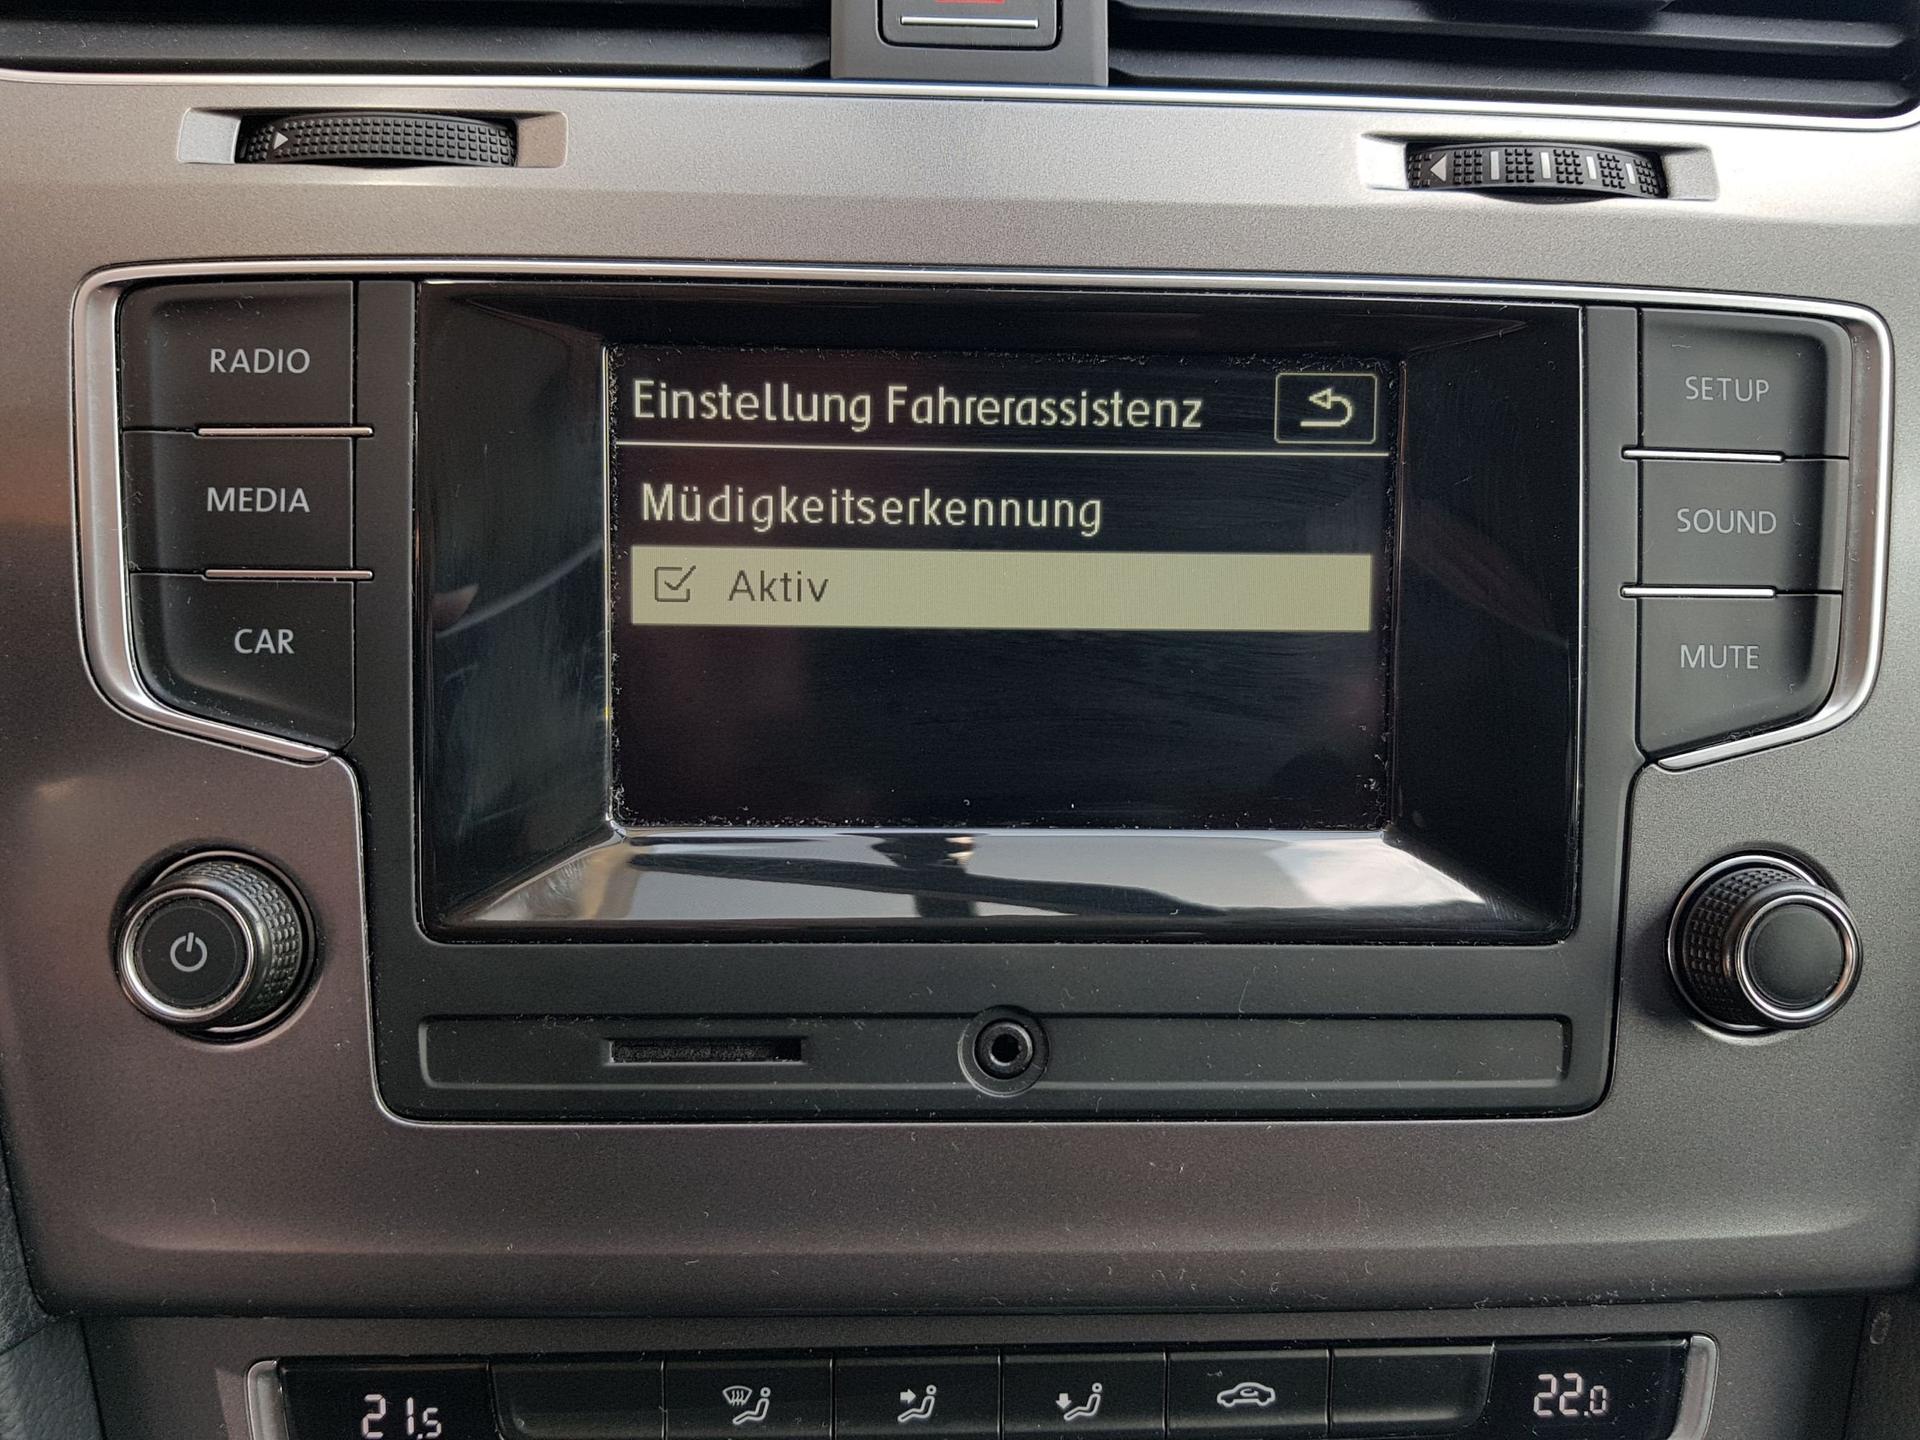 RADIO
MEDIA
CAR
Einstellung Fahrerassistenz
Müdigkeitserkennung
Aktiv
SETUP
SOUND
MUTE
21.5
22.0